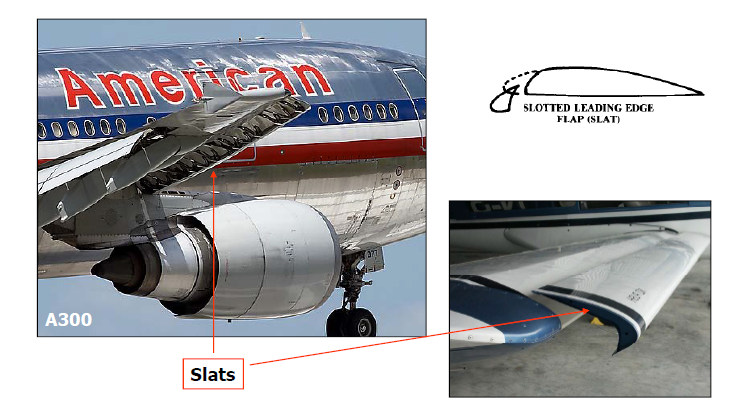 American
SLOTTED LEADING EDGE
FLAP (SLAT)
A300
Slats